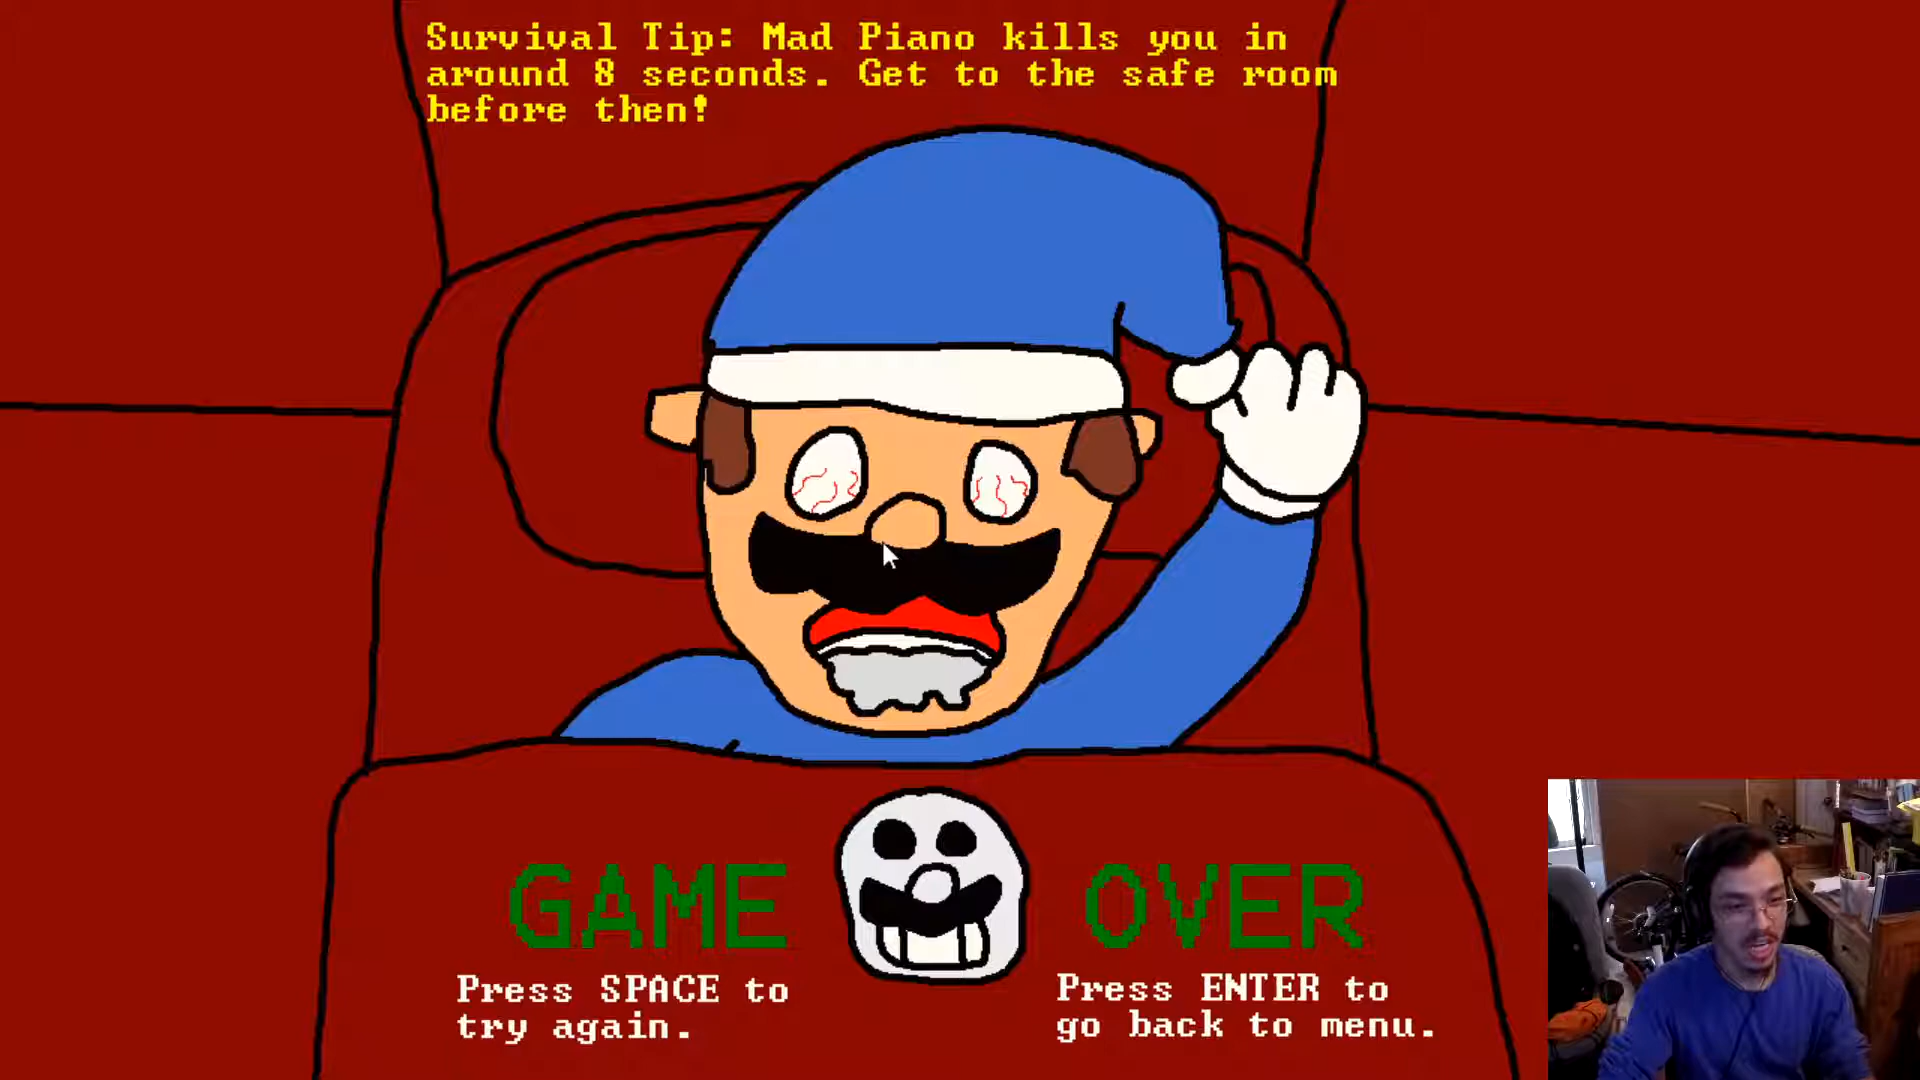 Survival Tip: Mad Piano kills you in
around 8 seconds. Get to the safe room
before then!
GAME OVER
Press SPACE to
try again.
Press ENTER to
go back to menu.